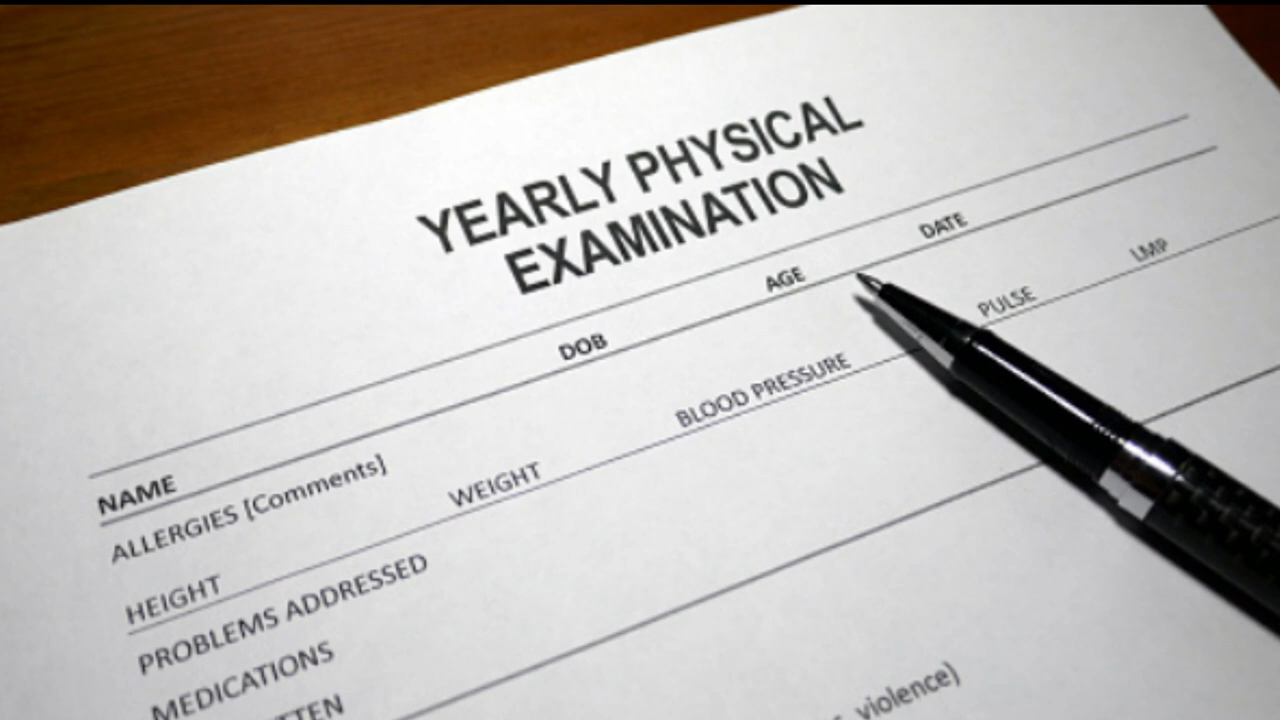 YEARLY PHYSICAL
EXAMINATION
NAME DOB AGE DATE
ALLERGIES [Comments]
HEIGHT WEIGHT BLOOD PRESSURE PULSE LMP
PROBLEMS ADDRESSED
MEDICATIONS
violence)